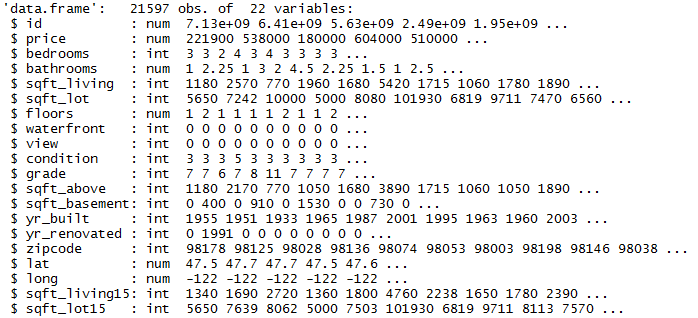 'data.frame':   21597 obs. of  22 variables:
 $ id           : num  7.13e+09 6.41e+09 5.63e+09 2.49e+09 1.95e+09 ...
 $ price        : num  221900 538000 180000 604000 510000 ...
 $ bedrooms     : int  3 3 2 4 3 4 3 3 3 3 ...
 $ bathrooms    : num  1 2.25 1 3 2 4.5 2.25 1.5 1 2.5 ...
 $ sqft_living  : int  1180 2570 770 1960 1680 5420 1715 1060 1780 1890 ...
 $ sqft_lot     : int  5650 7242 10000 5000 8080 101930 6819 9711 7470 6560 ...
 $ floors       : num  1 2 1 1 1 1 2 1 1 2 ...
 $ waterfront   : int  0 0 0 0 0 0 0 0 0 0 ...
 $ view         : int  0 0 0 0 0 0 0 0 0 0 ...
 $ condition    : int  3 3 3 5 3 3 3 3 3 3 ...
 $ grade        : int  7 7 6 7 8 11 7 7 7 7 ...
 $ sqft_above   : int  1180 2170 770 1050 1680 3890 1715 1060 1050 1890 ...
 $ sqft_basement: int  0 400 0 910 0 1530 0 0 730 0 ...
 $ yr_built     : int  1955 1951 1933 1965 1987 2001 1995 1963 1960 2003 ...
 $ yr_renovated : int  0 1991 0 0 0 0 0 0 0 0 ...
 $ zipcode      : int  98178 98125 98028 98136 98074 98053 98003 98198 98146 98038 ...
 $ lat          : num  47.5 47.7 47.7 47.5 47.6 ...
 $ long         : num  -122 -122 -122 -122 -122 ...
 $ sqft_living15: int  1340 1690 2720 1360 1800 4760 2238 1650 1780 2390 ...
 $ sqft_lot15   : int  5650 7639 8062 5000 7503 101930 6819 9711 8113 7570 ...